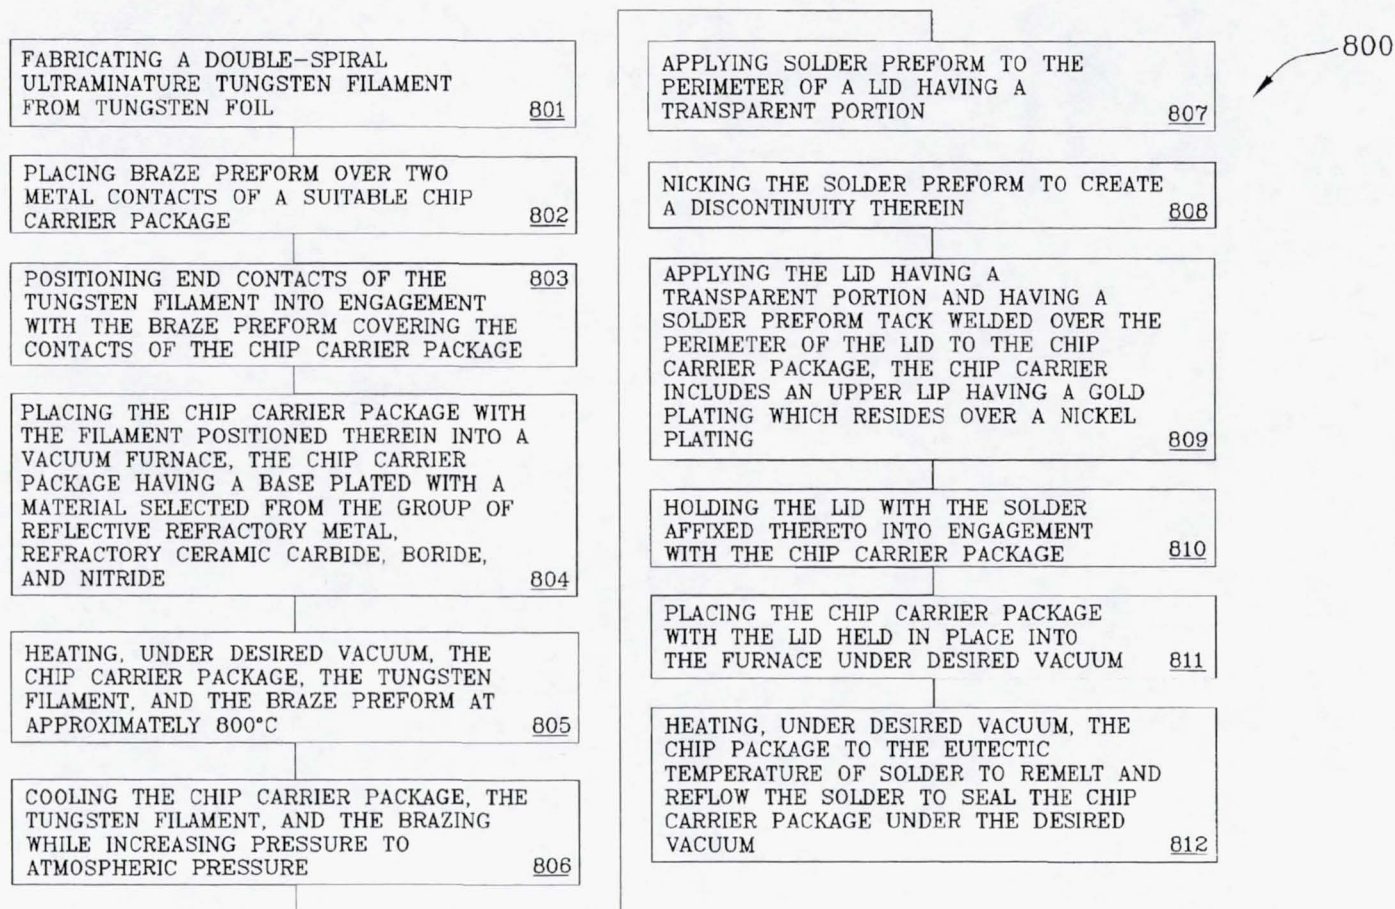 FABRICATING A DOUBLE-SPIRAL
ULTRAMINATURE TUNGSTEN FILAMENT
FROM TUNGSTEN FOIL 801
PLACING BRAZE PREFORM OVER TWO
METAL CONTACTS OF A SUITABLE CHIP
CARRIER PACKAGE 802
POSITIONING END CONTACTS OF THE 803
TUNGSTEN FILAMENT INTO ENGAGEMENT
WITH THE BRAZE PREFORM COVERING THE
CONTACTS OF THE CHIP CARRIER PACKAGE
PLACING THE CHIP CARRIER PACKAGE WITH
THE FILAMENT POSITIONED THEREIN INTO A
VACUUM FURNACE, THE CHIP CARRIER
PACKAGE HAVING A BASE PLATED WITH A
MATERIAL SELECTED FROM THE GROUP OF
REFLECTIVE REFRACTORY METAL,
REFRACTORY CERAMIC CARBIDE, BORIDE,
AND NITRIDE 804
HEATING, UNDER DESIRED VACUUM, THE
CHIP CARRIER PACKAGE, THE TUNGSTEN
FILAMENT, AND THE BRAZE PREFORM AT
APPROXIMATELY 800°C 805
COOLING THE CHIP CARRIER PACKAGE, THE
TUNGSTEN FILAMENT, AND THE BRAZING
WHILE INCREASING PRESSURE TO
ATMOSPHERIC PRESSURE 806
800
APPLYING SOLDER PREFORM TO THE
PERIMETER OF A LID HAVING A
TRANSPARENT PORTION 807
NICKING THE SOLDER PREFORM TO CREATE
A DISCONTINUITY THEREIN 808
APPLYING THE LID HAVING A
TRANSPARENT PORTION AND HAVING A
SOLDER PREFORM TACK WELDED OVER THE
PERIMETER OF THE LID TO THE CHIP
CARRIER PACKAGE, THE CHIP CARRIER
INCLUDES AN UPPER LIP HAVING A GOLD
PLATING WHICH RESIDES OVER A NICKEL
PLATING 809
HOLDING THE LID WITH THE SOLDER
AFFIXED THERETO INTO ENGAGEMENT
WITH THE CHIP CARRIER PACKAGE 810
PLACING THE CHIP CARRIER PACKAGE
WITH THE LID HELD IN PLACE INTO
THE FURNACE UNDER DESIRED VACUUM 811
HEATING, UNDER DESIRED VACUUM, THE
CHIP PACKAGE TO THE EUTECTIC
TEMPERATURE OF SOLDER TO REMELT AND
REFLOW THE SOLDER TO SEAL THE CHIP
CARRIER PACKAGE UNDER THE DESIRED
VACUUM 812